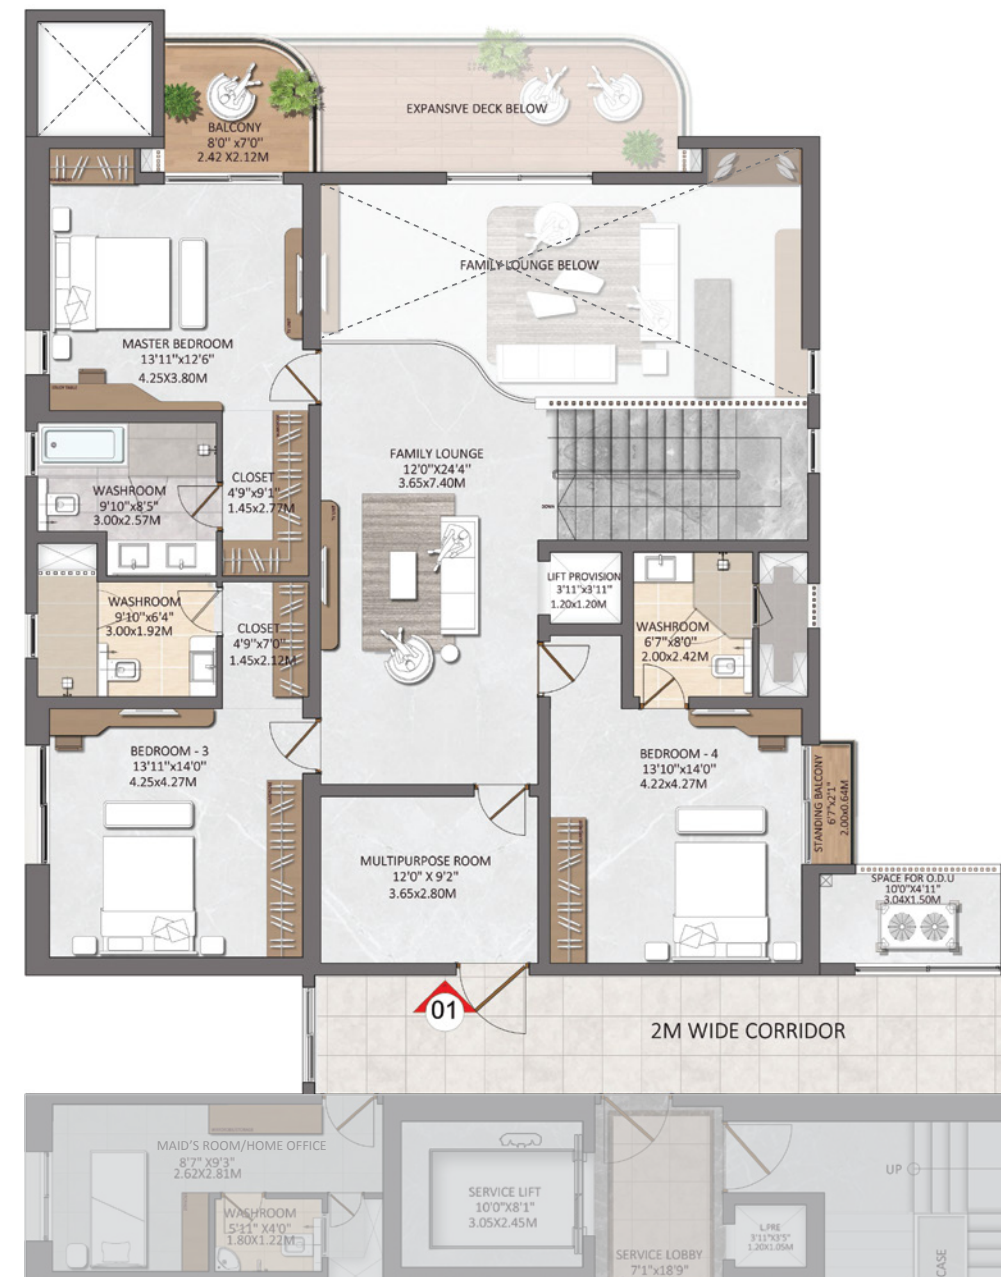 EXPANSIVE DECK BELOW
BALCONY
8'0" x7'0"
2.42 X2.12M
FAMILY LOUNGE BELOW
MASTER BEDROOM
13'11"x12'6"
4.25X3.80M
FAMILY LOUNGE
12'0"X24'4"
3.65x7.40M
CLOSET
4'9"x9'1"
1.45x2.77M
WASHROOM
9'10"x8'5"
3.00x2.57M
DOWN
LIFT PROVISION
3'11"x3'11"
1.20x1.20M
WASHROOM
9'10"x6'4"
3.00x1.92M
CLOSET
4'9"x7'0"
1.45x2.12M
WASHROOM
6'7"x8'0"
2.00x2.42M
BEDROOM - 3
13'11"x14'0"
4.25x4.27M
BEDROOM - 4
13'10"x14'0"
4.22x4.27M
STANDING BALCONY
6'7"x2'1"
2.00x0.64M
MULTIPURPOSE ROOM
12'0" X 9'2"
3.65x2.80M
SPACE FOR O.D.U
10'0"X4'11"
3.04X1.50M
01
2M WIDE CORRIDOR
MAID'S ROOM/HOME OFFICE
8'7" X9'3"
2.62X2.81M
WASHROOM
5'11" X4'0"
1.80X1.22M
SERVICE LIFT
10'0"X8'1"
3.05X2.45M
UP
L.PRE
3'11"X3'5"
1.20X1.05M
SERVICE LOBBY
7'1"x18'9"
CASE